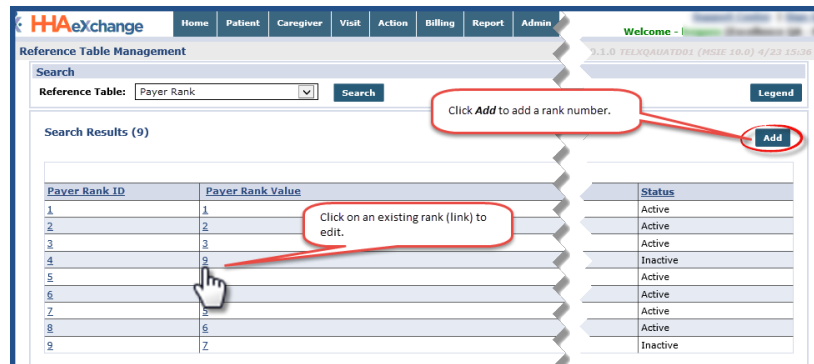 HHAeXchange
Home Patient Caregiver Visit Action Billing Report Admin
Welcome -
Reference Table Management
2.1.0 TELXQAUATD01 (MSIE 10.0) 4/23 15:36
Search
Reference Table: Payer Rank Search Legend
Click Add to add a rank number.
Search Results (9) Add
Payer Rank ID Payer Rank Value Status
1 1 Active
Click on an existing rank (link) to
edit.
2 2 Active
3 3 Active
4 9 Inactive
5 Active
6 Active
7 5 Active
8 6 Active
9 7 Inactive